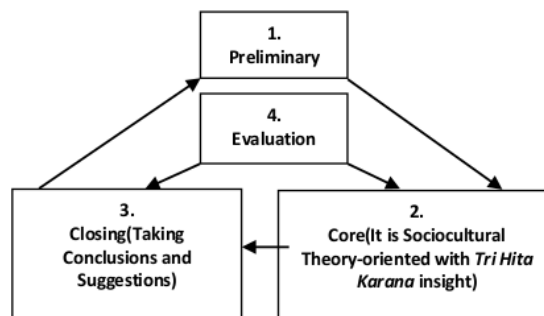 1.
Preliminary
4.
Evaluation
3.
Closing(Taking
Conclusions and
Suggestions)
2.
Core(It is Sociocultural
Theory-oriented with Tri Hita
Karana insight)